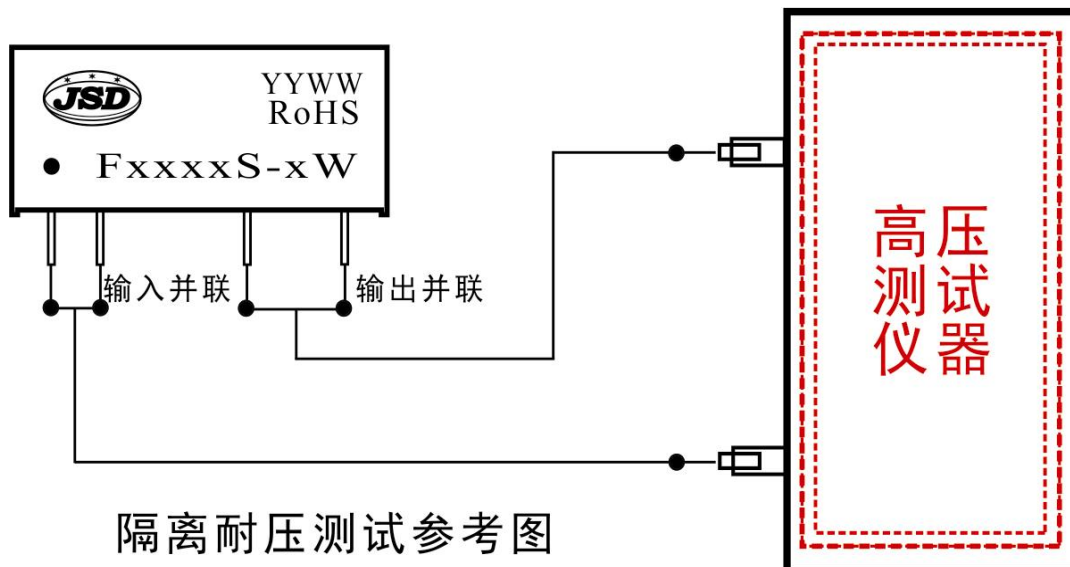 JSD
YYWW
RoHS
FxxxxS-xW
输入并联
输出并联
高压
测试
仪器
隔离耐压测试参考图